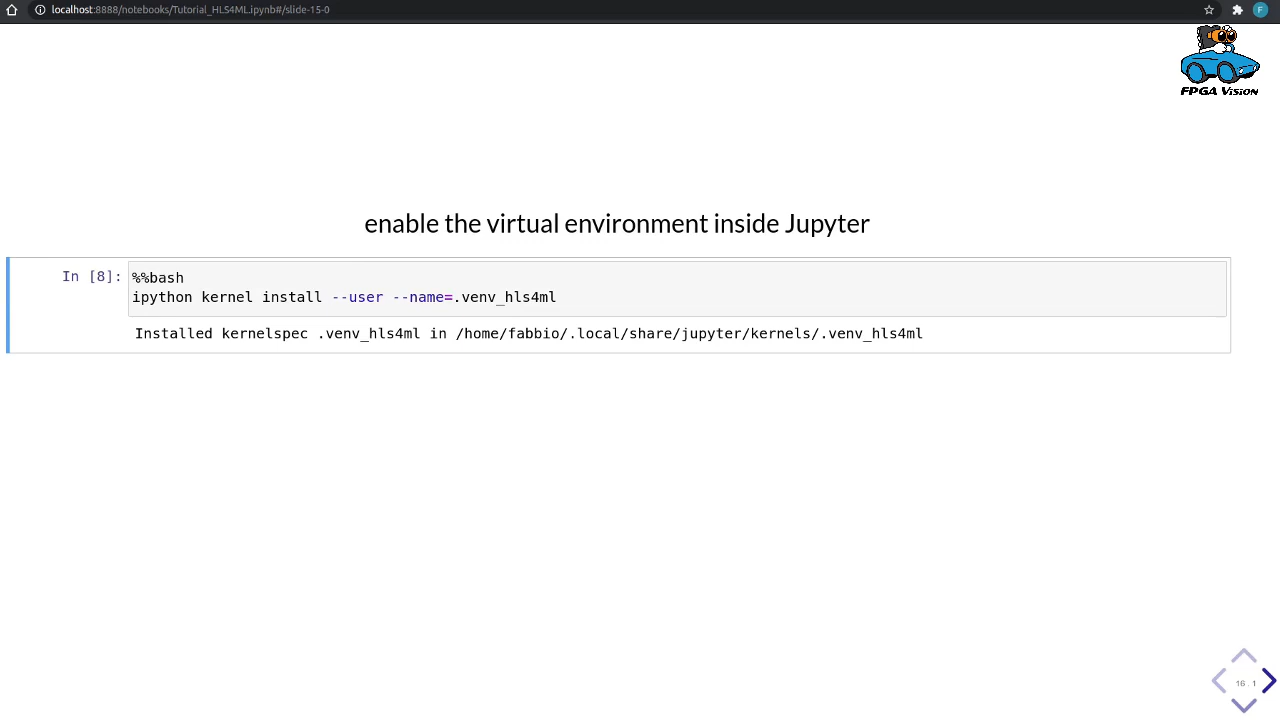 localhost:8888/notebooks/Tutorial_HLS4ML.ipynb#/slide-15-0
F
FPGA Vision
enable the virtual environment inside Jupyter
In [8]:
%%bash
ipython kernel install --user --name=.venv_hls4ml
Installed kernelspec .venv_hls4ml in /home/fabbio/.local/share/jupyter/kernels/.venv_hls4ml
16.1